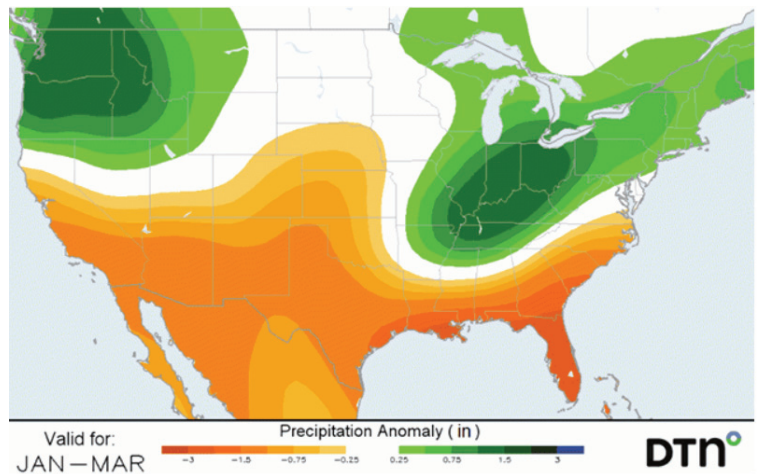 Precipitation Anomaly ( in )
Valid for:
JAN-MAR
-3 -1.5 -0.75 -0.25 0.25 0.75 1.5 3
DTN